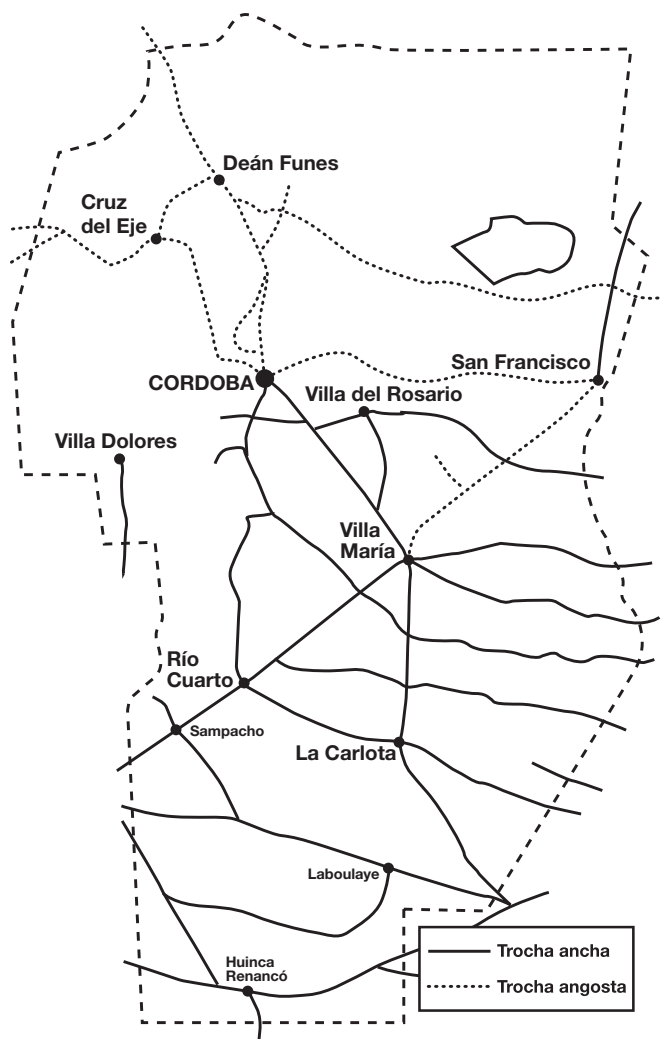 Deán Funes
Cruz
del Eje
San Francisco
CORDOBA
Villa del Rosario
Villa Dolores
Villa
María
Río
Cuarto
Sampacho
La Carlota
Laboulaye
Huinca
Renancó
Trocha ancha
Trocha angosta